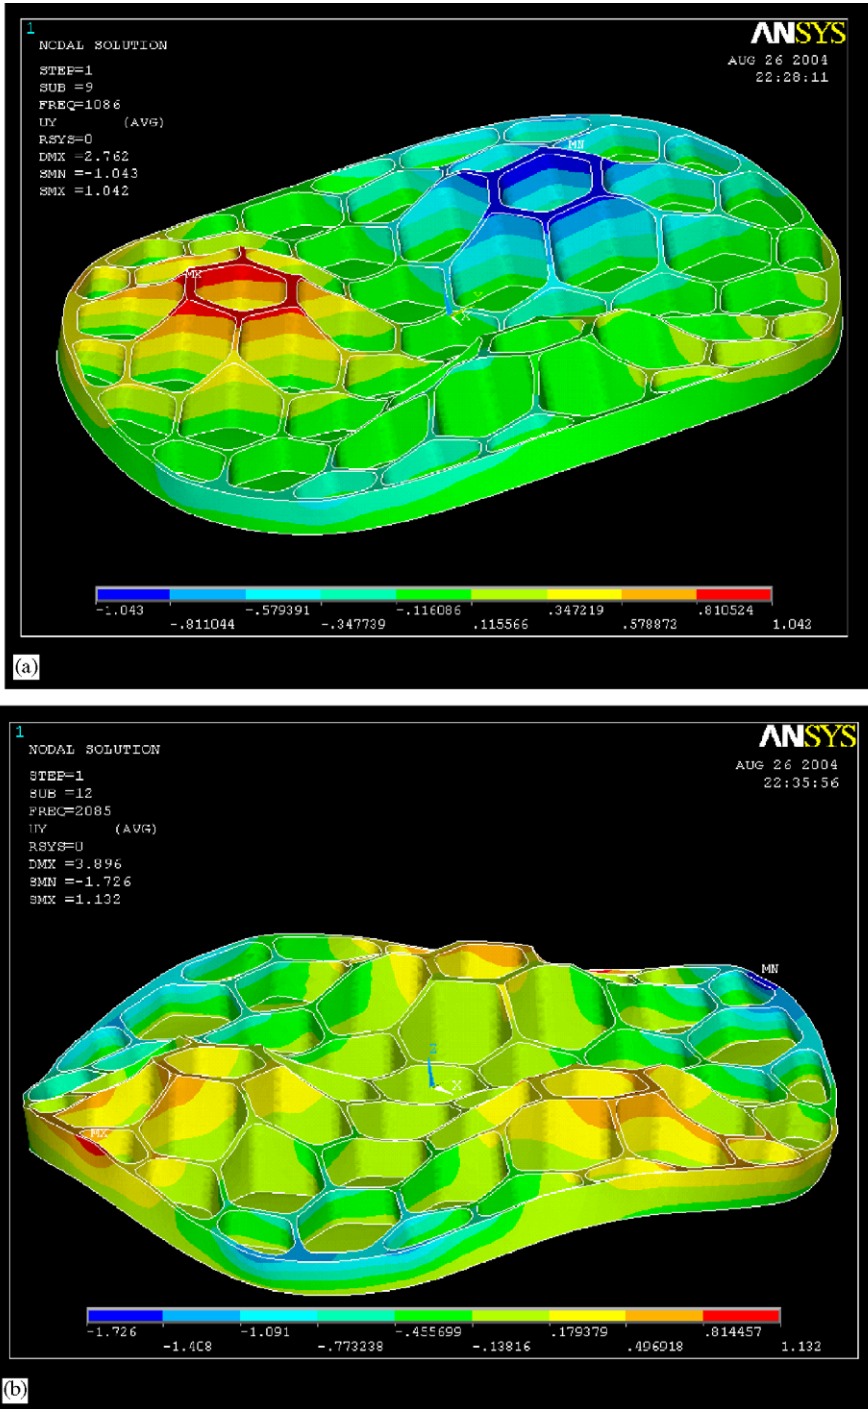 1
ANSYS
NODAL SOLUTION
AUG 26 2004
22:28:11
STEP=1
SUB =9
FREQ=1086
UY (AVG)
RSYS=0
DMX =2.762
SMN =-1.043
SMX =1.042
MN
MX
-1.043 -.579391 -.116086 .347219 .810524
-.811044 -.347739 .115566 .578872 1.042
(a)
1
ANSYS
NODAL SOLUTION
AUG 26 2004
22:35:56
STEP=1
SUB =12
FREQ=2085
UY (AVG)
RSYS=0
DMX =3.896
SMN =-1.726
SMX =1.132
MN
Z
X
MX
-1.726 -1.091 -.455699 .179379 .814457
-1.408 -.773238 -.13816 .496918 1.132
(b)